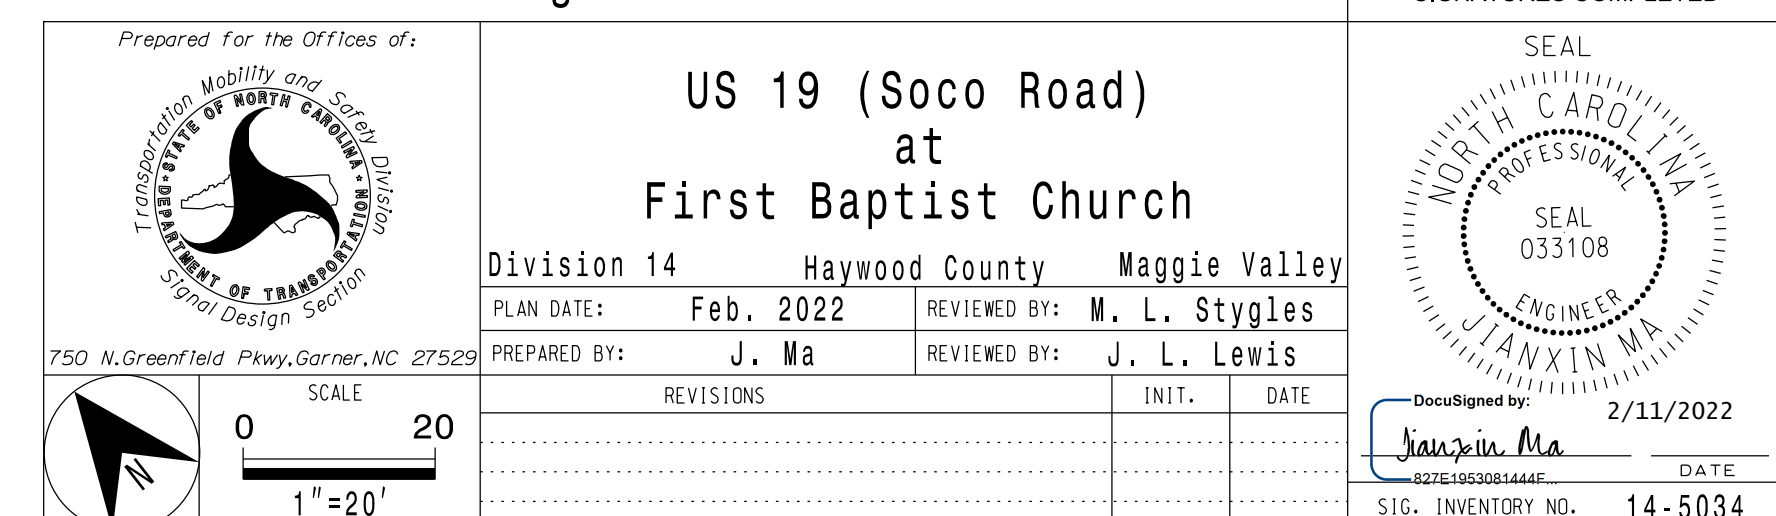 Prepared for the Offices of:
Transportation Mobility and Safety Division
STATE OF NORTH CAROLINA
DEPARTMENT OF TRANSPORTATION
Signal Design Section
750 N.Greenfield Pkwy,Garner,NC 27529
N
SCALE
0 20
1"=20'
US 19 (Soco Road)
at
First Baptist Church
Division 14 Haywood County Maggie Valley
PLAN DATE: Feb. 2022 REVIEWED BY: M. L. Stygles
PREPARED BY: J. Ma REVIEWED BY: J. L. Lewis
REVISIONS INIT. DATE
SEAL
NORTH CAROLINA
PROFESSIONAL
SEAL
033108
ENGINEER
JIANXIN MA
DocuSigned by:
2/11/2022
Jianxin Ma
827E1953081444F...
DATE
SIG. INVENTORY NO. 14-5034